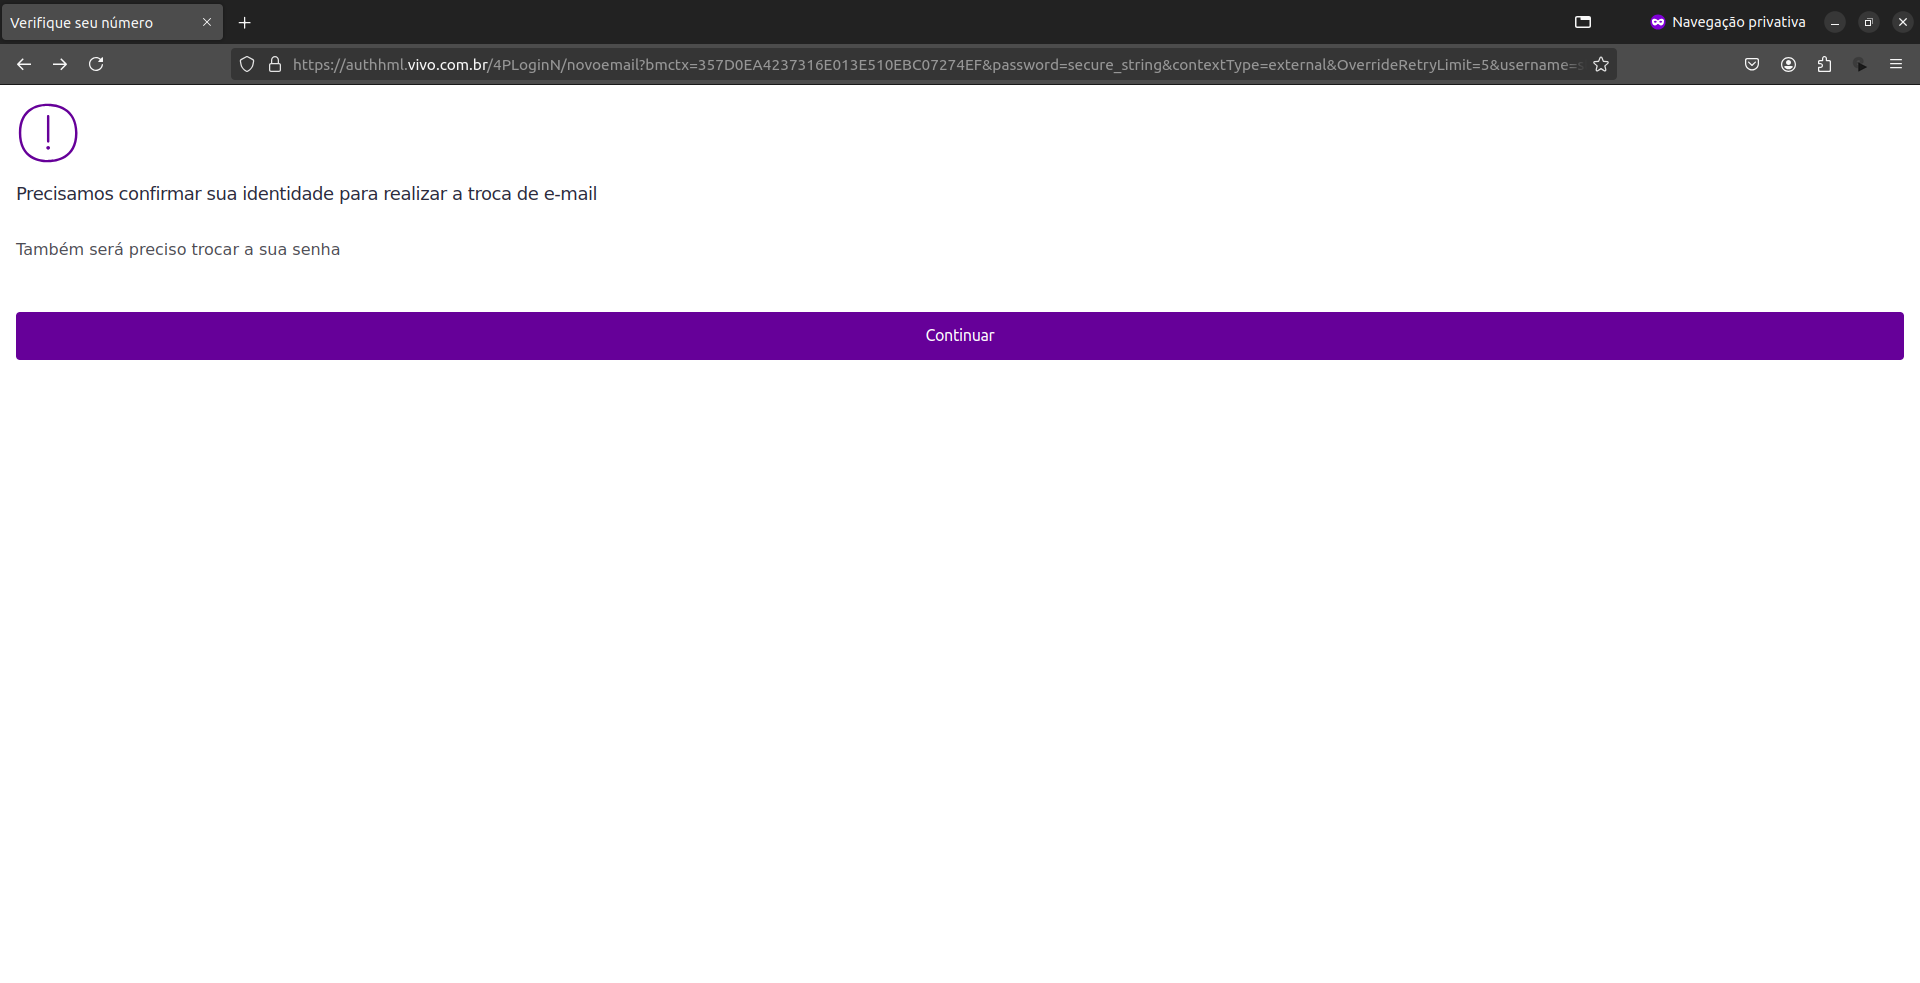 Verifique seu número
Navegação privativa
https://authhml.vivo.com.br/4PLoginN/novoemail?bmctx=357D0EA4237316E013E510EBC07274EF&password=secure_string&contextType=external&OverrideRetryLimit=5&username=s
Precisamos confirmar sua identidade para realizar a troca de e-mail
Também será preciso trocar a sua senha
Continuar